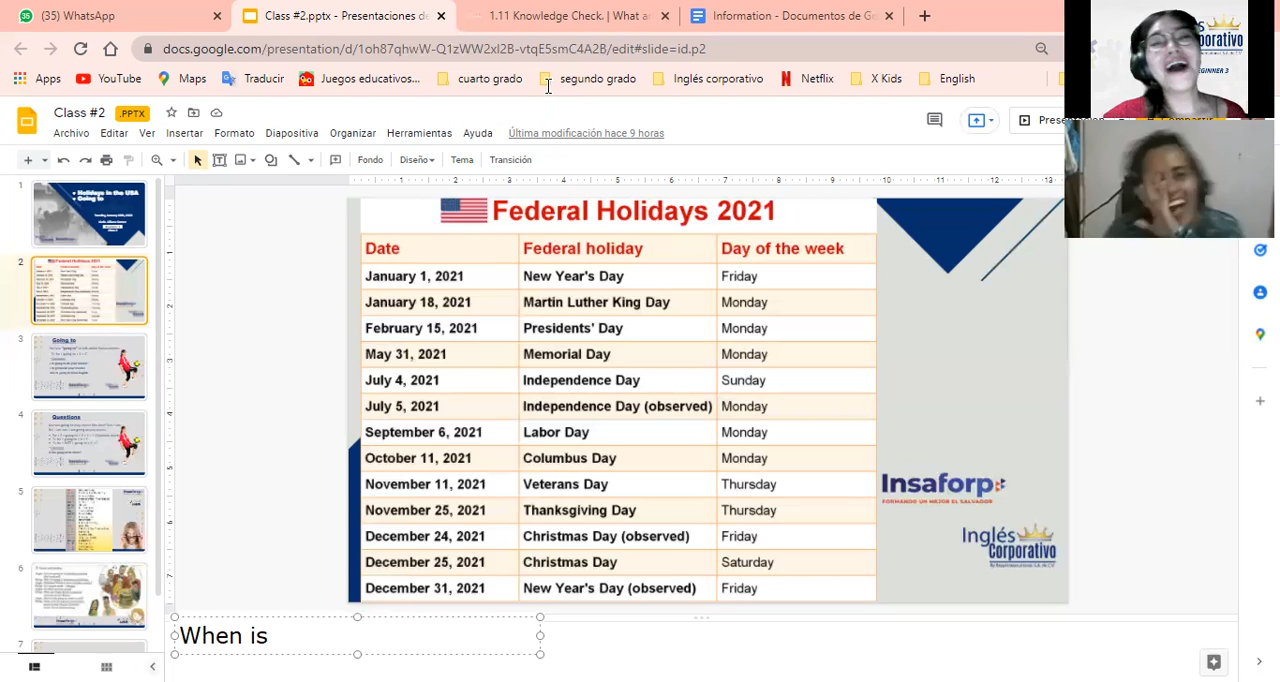 (35) WhatsApp
Class #2.pptx - Presentaciones de
1.11 Knowledge Check. | What ar
Information - Documentos de G
docs.google.com/presentation/d/1oh87qhwW-Q1zWW2xl2B-vtqE5smC4A2B/edit#slide=id.p2
Apps YouTube Maps Traducir Juegos educativos... cuarto grado segundo grado Inglés corporativo Netflix X Kids English
Class #2 .PPTX
Archivo Editar Ver Insertar Formato Diapositiva Organizar Herramientas Ayuda Última modificación hace 9 horas
Fondo Diseño Tema Transición
Federal Holidays 2021
Date Federal holiday Day of the week
January 1, 2021 New Year's Day Friday
January 18, 2021 Martin Luther King Day Monday
February 15, 2021 Presidents' Day Monday
May 31, 2021 Memorial Day Monday
July 4, 2021 Independence Day Sunday
July 5, 2021 Independence Day (observed) Monday
September 6, 2021 Labor Day Monday
October 11, 2021 Columbus Day Monday
November 11, 2021 Veterans Day Thursday
November 25, 2021 Thanksgiving Day Thursday
December 24, 2021 Christmas Day (observed) Friday
December 25, 2021 Christmas Day Saturday
December 31, 2021 New Year's Day (observed) Friday
Insaforp
FORMANDO UN MEJOR EL SALVADOR
Inglés
Corporativo
When is